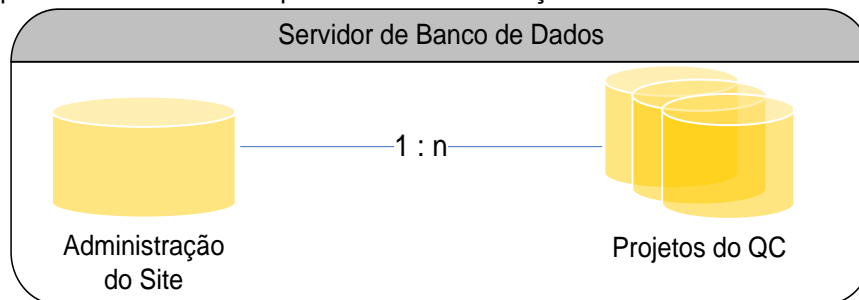 Servidor de Banco de Dados
1 : n
Administração
do Site
Projetos do QC